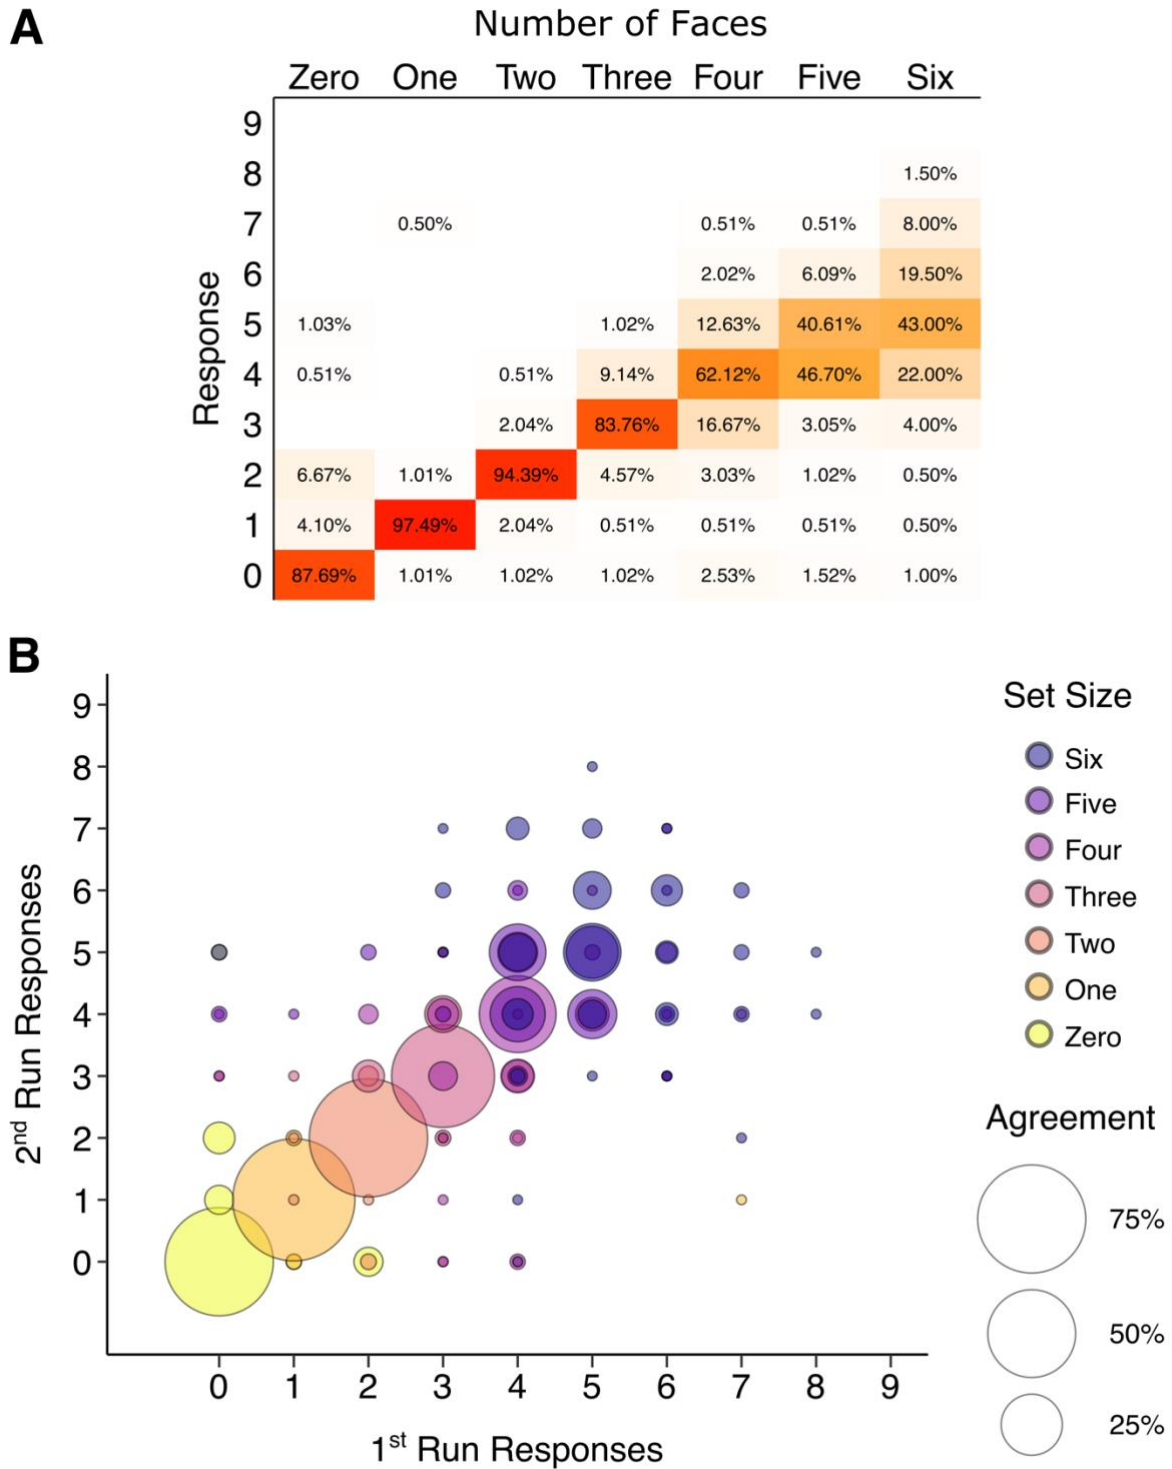 A
Number of Faces
Zero One Two Three Four Five Six
9
8 1.50%
7 0.50% 0.51% 0.51% 8.00%
6 2.02% 6.09% 19.50%
5 1.03% 1.02% 12.63% 40.61% 43.00%
4 0.51% 0.51% 9.14% 62.12% 46.70% 22.00%
3 2.04% 83.76% 16.67% 3.05% 4.00%
2 6.67% 1.01% 94.39% 4.57% 3.03% 1.02% 0.50%
1 4.10% 97.49% 2.04% 0.51% 0.51% 0.51% 0.50%
0 87.69% 1.01% 1.02% 1.02% 2.53% 1.52% 1.00%
Response
B
9
8
7
6
5
4
3
2
1
0
2nd Run Responses
0 1 2 3 4 5 6 7 8 9
1st Run Responses
Set Size
Six
Five
Four
Three
Two
One
Zero
Agreement
75%
50%
25%